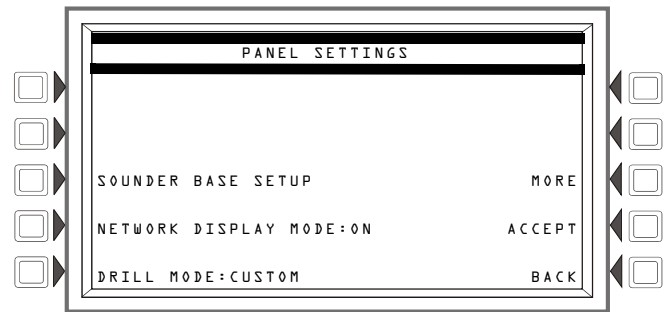 PANEL SETTINGS
SOUNDER BASE SETUP MORE
NETWORK DISPLAY MODE:ON ACCEPT
DRILL MODE:CUSTOM BACK